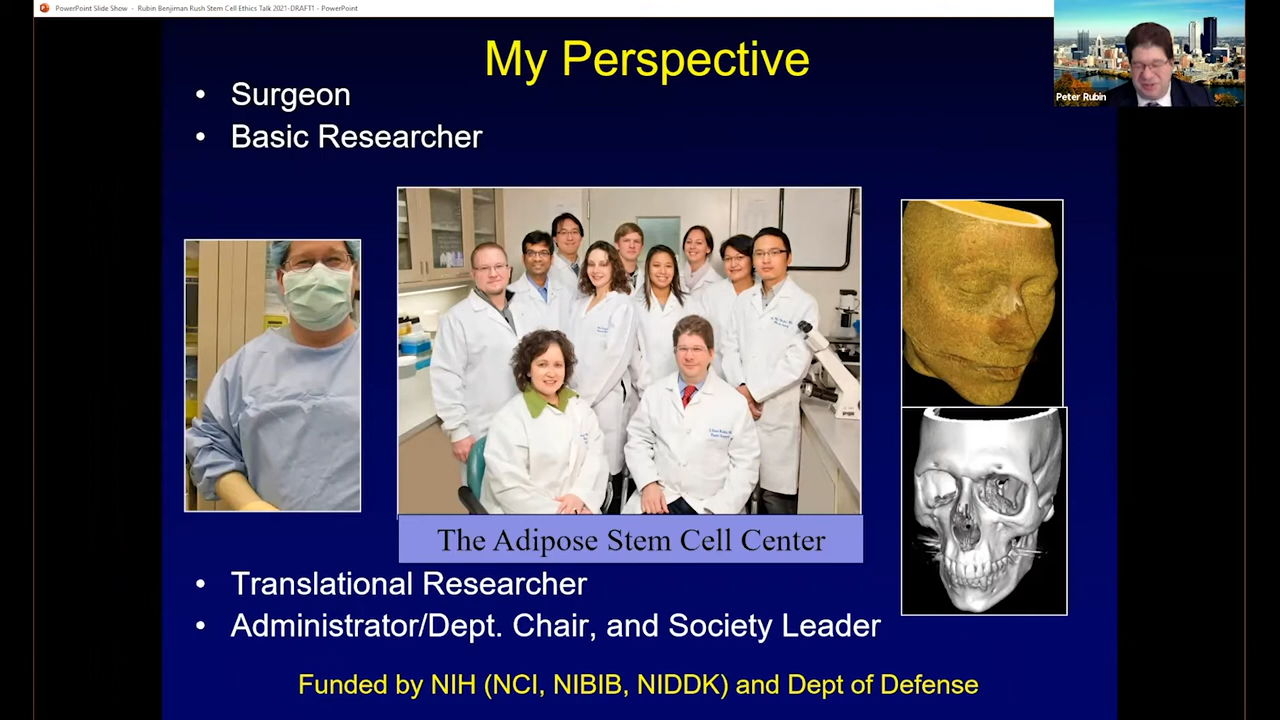 PowerPoint Slide Show - Rubin Benjiman Rush Stem Cell Ethics Talk 2021-DRAFT1 - PowerPoint
My Perspective
• Surgeon
• Basic Researcher
Peter Rubin
The Adipose Stem Cell Center
• Translational Researcher
• Administrator/Dept. Chair, and Society Leader
Funded by NIH (NCI, NIBIB, NIDDK) and Dept of Defense